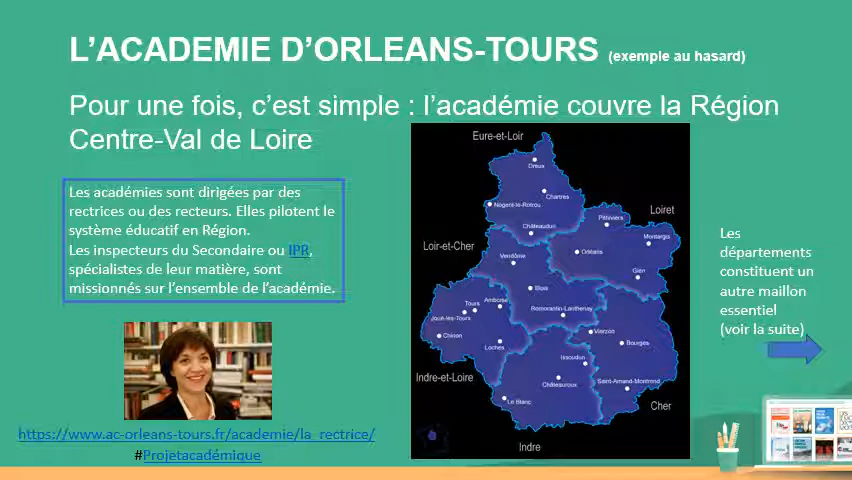 L’ACADEMIE D’ORLEANS-TOURS (exemple au hasard)
Pour une fois, c’est simple : l’académie couvre la Région
Centre-Val de Loire
Les académies sont dirigées par des
rectrices ou des recteurs. Elles pilotent le
système éducatif en Région.
Les inspecteurs du Secondaire ou IPR,
spécialistes de leur matière, sont
missionnés sur l’ensemble de l’académie.
https://www.ac-orleans-tours.fr/academie/la_rectrice/
#Projetacadémique
Eure-et-Loir
Dreux
Chartres
Nogent-le-Rotrou
Châteaudun
Loiret
Pithiviers
Montargis
Orléans
Gien
Loir-et-Cher
Vendôme
Blois
Romorantin-Lanthenay
Tours
Amboise
Joué-les-Tours
Chinon
Loches
Indre-et-Loire
Vierzon
Bourges
Issoudun
Châteauroux
Saint-Amand-Montrond
Le Blanc
Cher
Indre
Les
départements
constituent un
autre maillon
essentiel
(voir la suite)